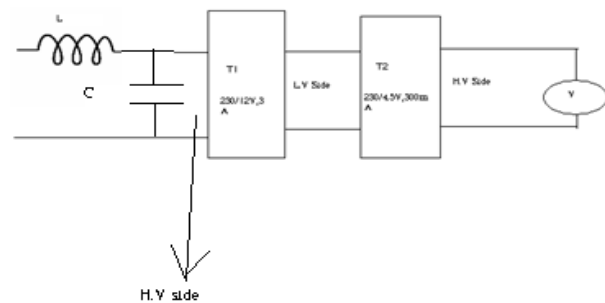 L
C
T1
230/12V,3
A
L.V Side
T2
230/4.5V,300m
A
H.V Side
V
H.V side